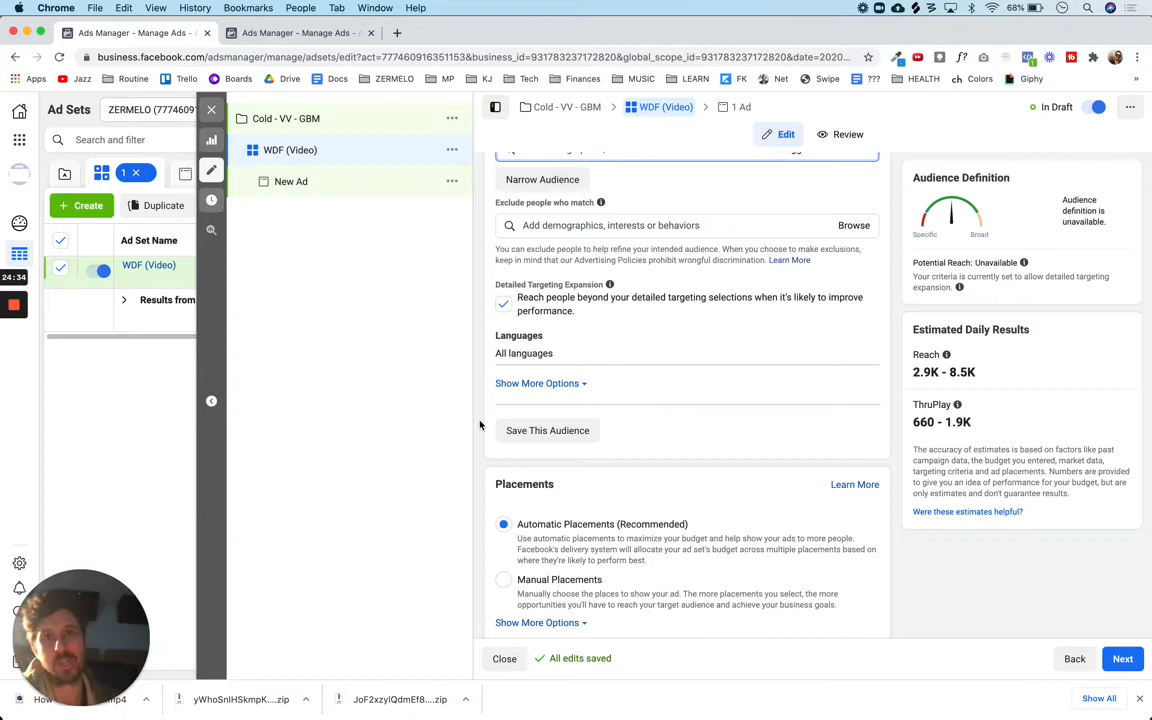 Chrome File Edit View History Bookmarks People Tab Window Help 68%
Ads Manager - Manage Ads - Ads Manager - Manage Ads -
business.facebook.com/adsmanager/manage/adsets/edit?act=777460916351153&business_id=931783237172820&global_scope_id=931783237172820&date=2020...
Apps Jazz Routine Trello Boards Drive Docs ZERMELO MP KJ Tech Finances MUSIC LEARN FK Net Swipe ??? HEALTH ch Colors Giphy »
Ad Sets
ZERMELO (77746091
Search and filter
1
Create
Duplicate
Ad Set Name
WDF (Video)
Results from
24:34
Cold - VV - GBM
WDF (Video)
New Ad
Cold - VV - GBM
WDF (Video)
1 Ad
In Draft
Edit
Review
Narrow Audience
Exclude people who match
Add demographics, interests or behaviors
Browse
You can exclude people to help refine your intended audience. When you choose to make exclusions,
keep in mind that our Advertising Policies prohibit wrongful discrimination. Learn More
Detailed Targeting Expansion
Reach people beyond your detailed targeting selections when it's likely to improve
performance.
Languages
All languages
Show More Options
Save This Audience
Placements
Learn More
Automatic Placements (Recommended)
Use automatic placements to maximize your budget and help show your ads to more people.
Facebook's delivery system will allocate your ad set's budget across multiple placements based on
where they're likely to perform best.
Manual Placements
Manually choose the places to show your ad. The more placements you select, the more
opportunities you'll have to reach your target audience and achieve your business goals.
Show More Options
Close
All edits saved
Back
Next
Audience Definition
Specific
Broad
Audience
definition is
unavailable.
Potential Reach: Unavailable
Your criteria is currently set to allow detailed targeting
expansion.
Estimated Daily Results
Reach
2.9K - 8.5K
ThruPlay
660 - 1.9K
The accuracy of estimates is based on factors like past
campaign data, the budget you entered, market data,
targeting criteria and ad placements. Numbers are provided
to give you an idea of performance for your budget, but are
only estimates and don't guarantee results.
Were these estimates helpful?
yWhoSnIHSkmpK....zip
JoF2xzyIQdmEf8....zip
Show All